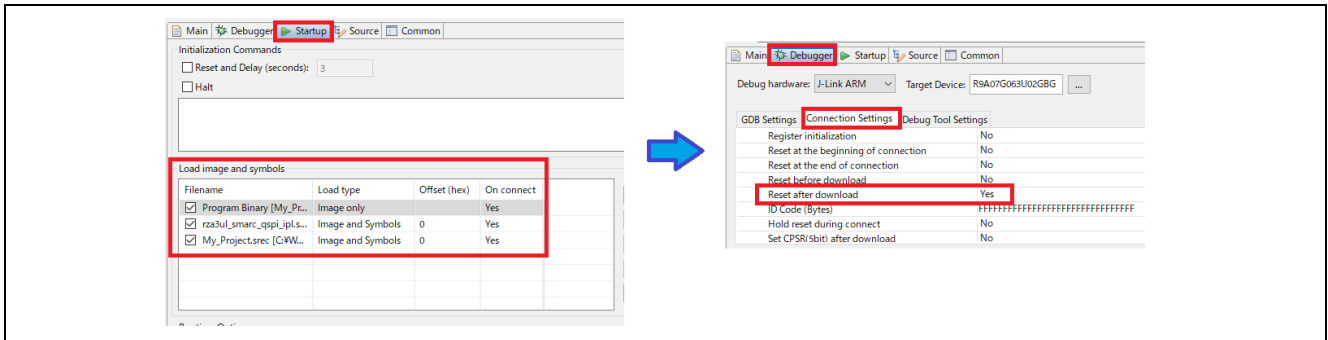 Main Debugger Startup Source Common
Initialization Commands
Reset and Delay (seconds): 3
Halt
Load image and symbols
Filename Load type Offset (hex) On connect
Program Binary [My_Pr... Image only Yes
rza3ul_smarc_qspi_ipl.s... Image and Symbols 0 Yes
My_Project.srec [C:¥W... Image and Symbols 0 Yes
Main Debugger Startup Source Common
Debug hardware: J-Link ARM Target Device: R9A07G063U02GBG ...
GDB Settings Connection Settings Debug Tool Settings
Register initialization No
Reset at the beginning of connection No
Reset at the end of connection No
Reset before download No
Reset after download Yes
ID Code (Bytes) FFFFFFFFFFFFFFFFFFFFFFFFFFFFFFFF
Hold reset during connect No
Set CPSR(5bit) after download No